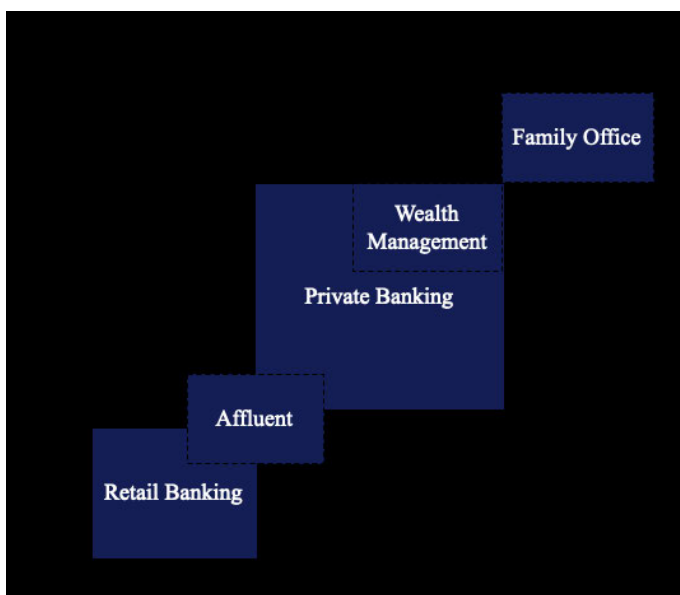 Family Office
Wealth
Management
Private Banking
Affluent
Retail Banking